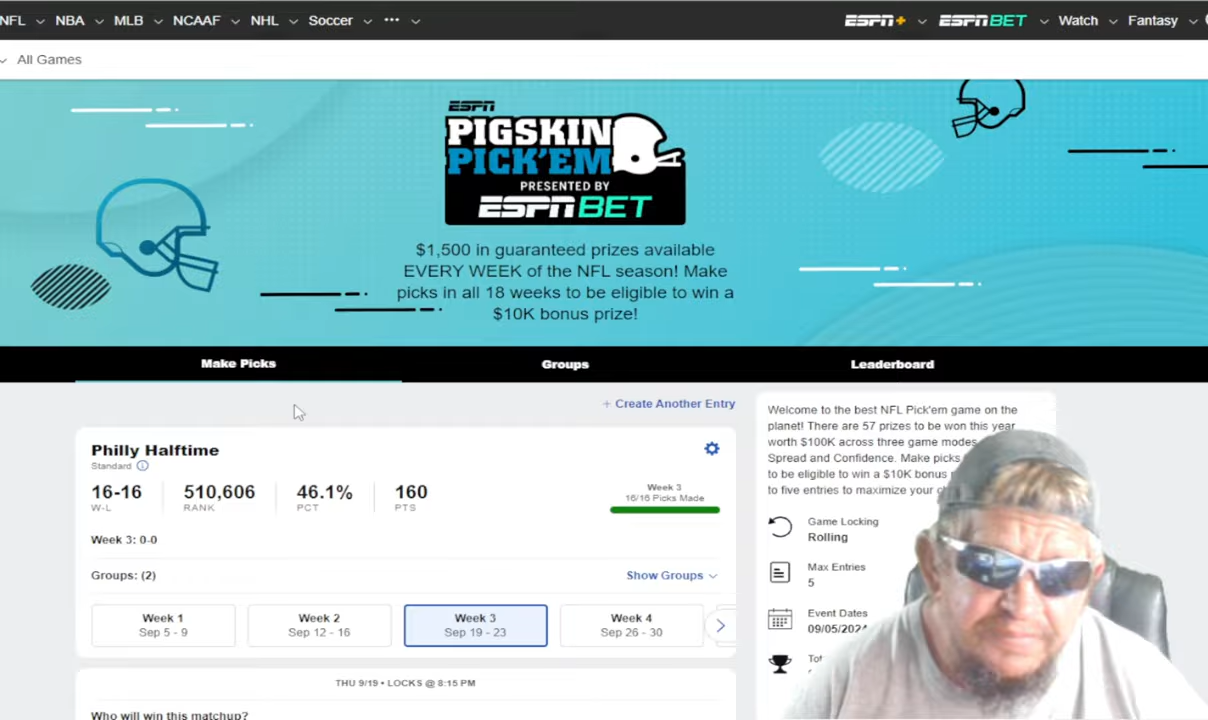 NFL NBA MLB NCAAF NHL Soccer ••• ESPN+ ESPN BET Watch Fantasy
All Games
ESPN
PIGSKIN
PICK'EM
PRESENTED BY
ESPN BET
$1,500 in guaranteed prizes available
EVERY WEEK of the NFL season! Make
picks in all 18 weeks to be eligible to win a
$10K bonus prize!
Make Picks Groups Leaderboard
+ Create Another Entry
Philly Halftime
Standard
16-16 510,606 46.1% 160
W-L RANK PCT PTS
Week 3
16/16 Picks Made
Week 3: 0-0
Groups: (2) Show Groups
Week 1 Week 2 Week 3 Week 4
Sep 5 - 9 Sep 12 - 16 Sep 19 - 23 Sep 26 - 30
THU 9/19 • LOCKS @ 8:15 PM
Who will win this matchup?
Welcome to the best NFL Pick'em game on the
planet! There are 57 prizes to be won this year
worth $100K across three game modes
Spread and Confidence. Make picks
to be eligible to win a $10K bonus
to five entries to maximize your
Game Locking
Rolling
Max Entries
5
Event Dates
09/05/2024